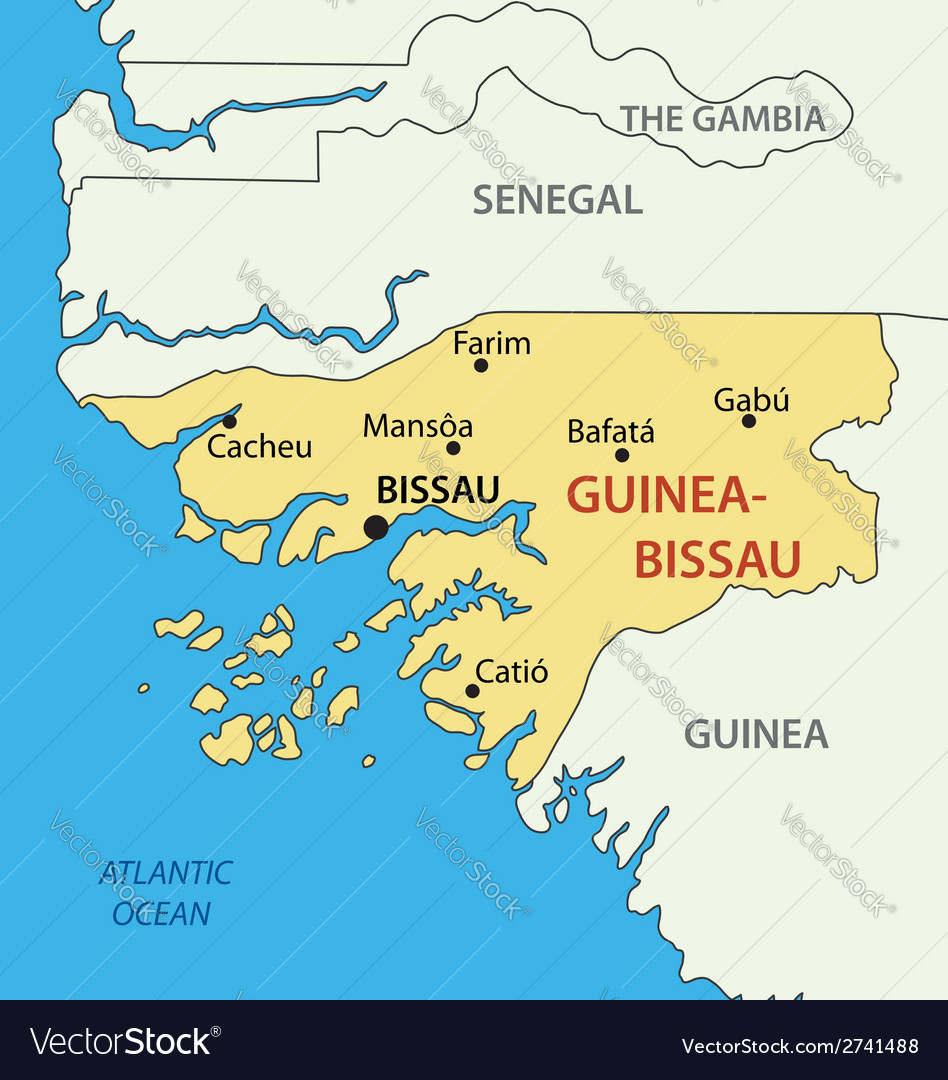 THE GAMBIA
SENEGAL
Farim
Gabú
Mansôa
Bafatá
Cacheu
BISSAU
GUINEA-
BISSAU
Catió
GUINEA
ATLANTIC
OCEAN
VectorStock®
VectorStock.com/2741488